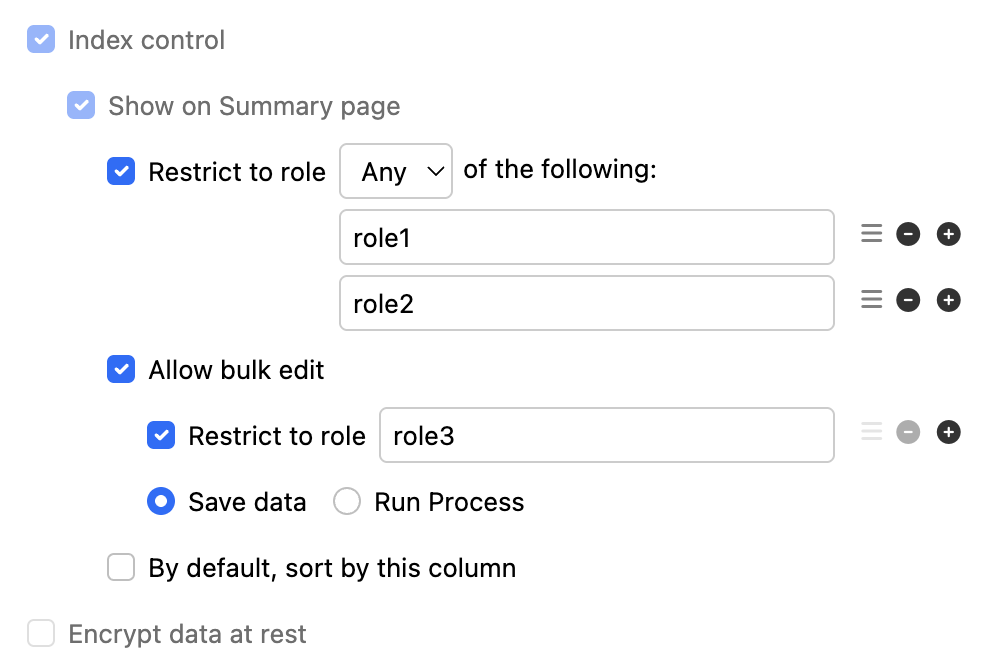 Index control
Show on Summary page
Restrict to role Any of the following:
role1
role2
Allow bulk edit
Restrict to role role3
Save data Run Process
By default, sort by this column
Encrypt data at rest